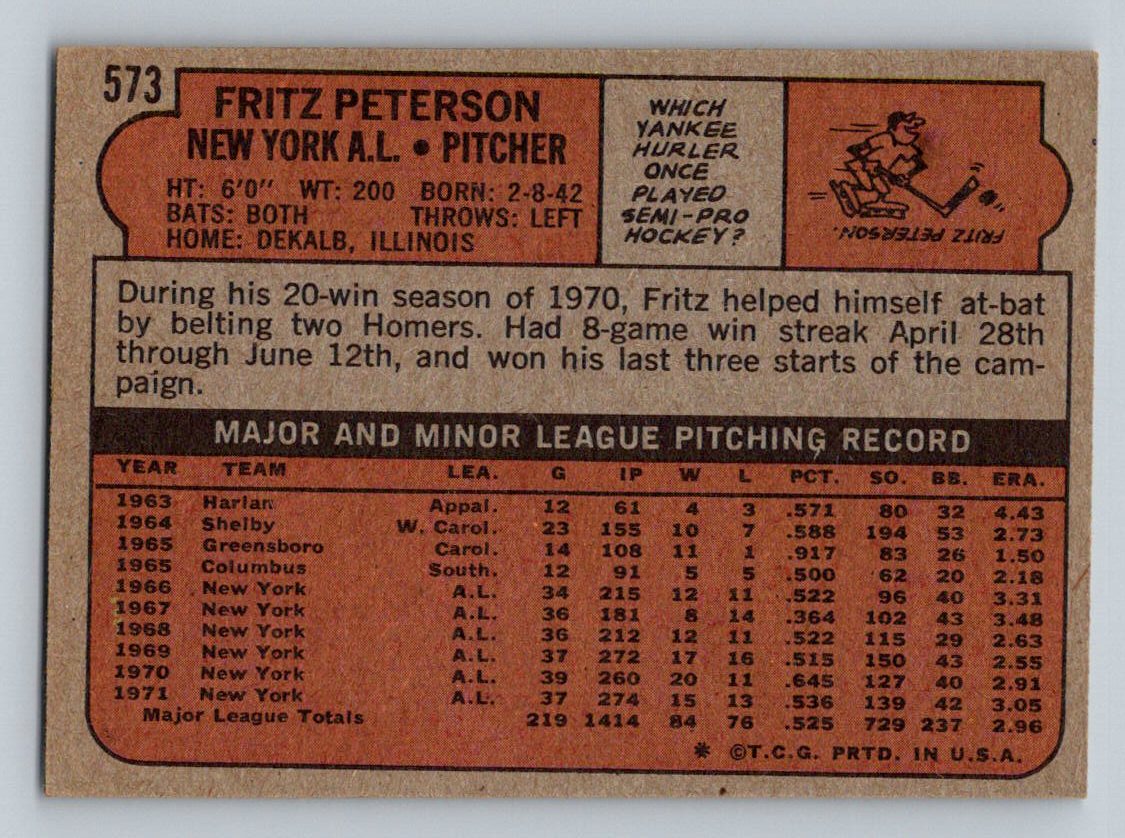 573
FRITZ PETERSON
NEW YORK A.L. • PITCHER
HT: 6'0" WT: 200 BORN: 2-8-42
BATS: BOTH THROWS: LEFT
HOME: DEKALB, ILLINOIS
WHICH
YANKEE
HURLER
ONCE
PLAYED
SEMI-PRO
HOCKEY?
FRITZ PETERSON.
During his 20-win season of 1970, Fritz helped himself at-bat
by belting two Homers. Had 8-game win streak April 28th
through June 12th, and won his last three starts of the cam-
paign.
MAJOR AND MINOR LEAGUE PITCHING RECORD
YEAR TEAM LEA. G IP W L PCT. SO. BB. ERA.
1963 Harlan Appal. 12 61 4 3 .571 80 32 4.43
1964 Shelby W. Carol. 23 155 10 7 .588 194 53 2.73
1965 Greensboro Carol. 14 108 11 1 .917 83 26 1.50
1965 Columbus South. 12 91 5 5 .500 62 20 2.18
1966 New York A.L. 34 215 12 11 .522 96 40 3.31
1967 New York A.L. 36 181 8 14 .364 102 43 3.48
1968 New York A.L. 36 212 12 11 .522 115 29 2.63
1969 New York A.L. 37 272 17 16 .515 150 43 2.55
1970 New York A.L. 39 260 20 11 .645 127 40 2.91
1971 New York A.L. 37 274 15 13 .536 139 42 3.05
Major League Totals 219 1414 84 76 .525 729 237 2.96
* ©T.C.G. PRTD. IN U.S.A.